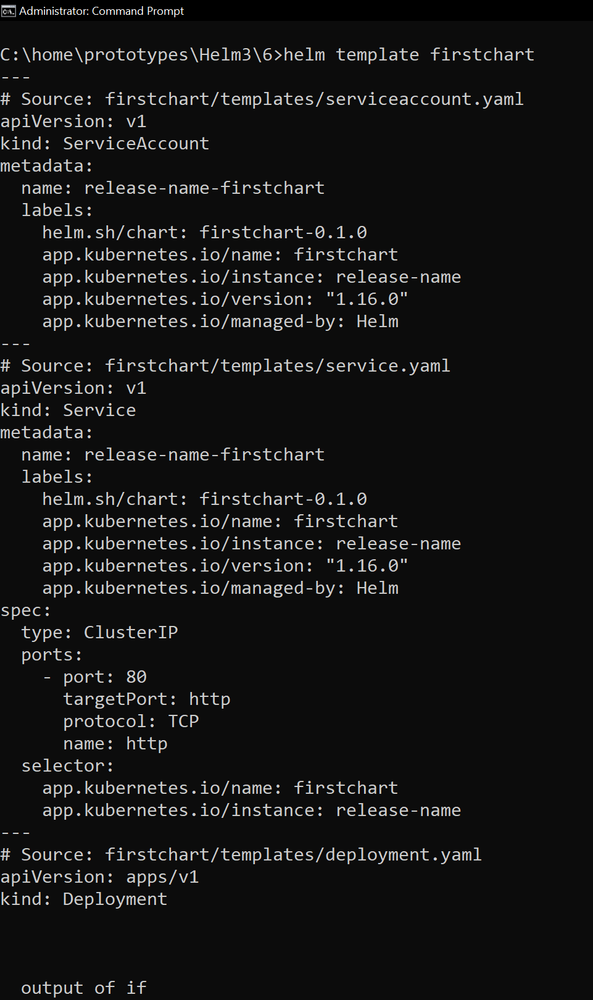 Administrator: Command Prompt
C:\home\prototypes\Helm3\6>helm template firstchart
---
# Source: firstchart/templates/serviceaccount.yaml
apiVersion: v1
kind: ServiceAccount
metadata:
  name: release-name-firstchart
  labels:
    helm.sh/chart: firstchart-0.1.0
    app.kubernetes.io/name: firstchart
    app.kubernetes.io/instance: release-name
    app.kubernetes.io/version: "1.16.0"
    app.kubernetes.io/managed-by: Helm
---
# Source: firstchart/templates/service.yaml
apiVersion: v1
kind: Service
metadata:
  name: release-name-firstchart
  labels:
    helm.sh/chart: firstchart-0.1.0
    app.kubernetes.io/name: firstchart
    app.kubernetes.io/instance: release-name
    app.kubernetes.io/version: "1.16.0"
    app.kubernetes.io/managed-by: Helm
spec:
  type: ClusterIP
  ports:
    - port: 80
      targetPort: http
      protocol: TCP
      name: http
  selector:
    app.kubernetes.io/name: firstchart
    app.kubernetes.io/instance: release-name
---
# Source: firstchart/templates/deployment.yaml
apiVersion: apps/v1
kind: Deployment
  output of if